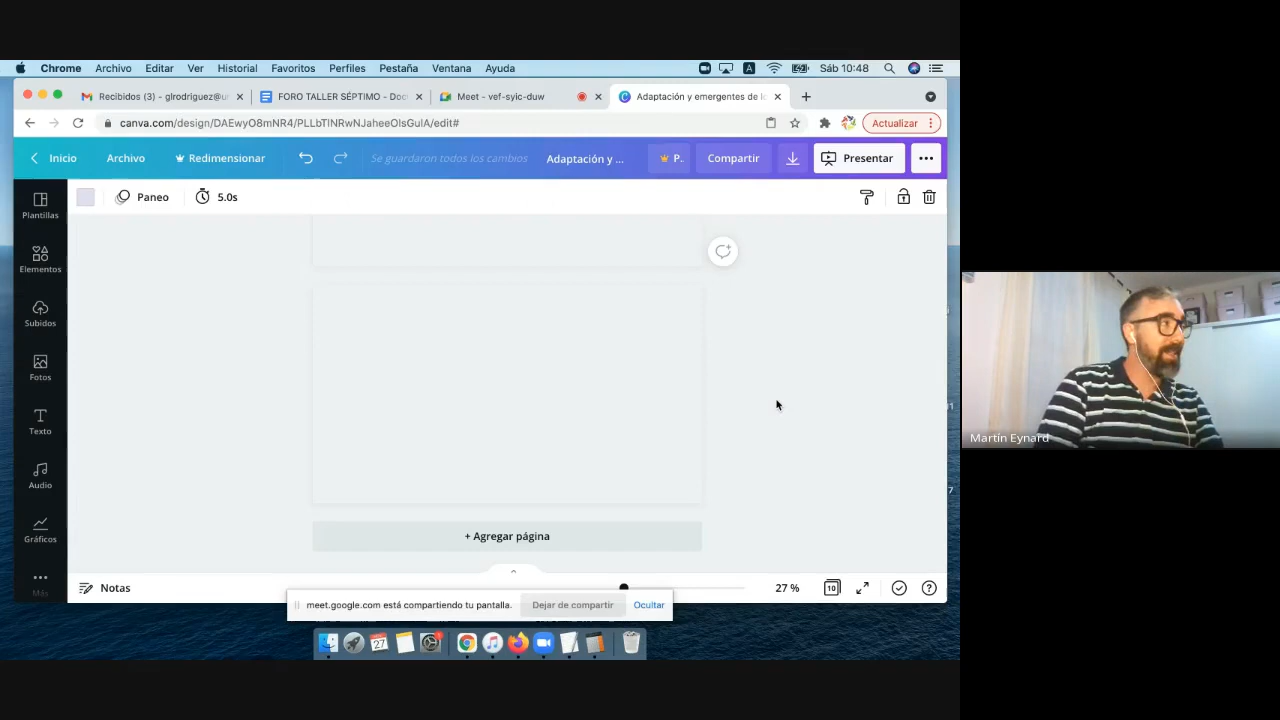 Chrome Archivo Editar Ver Historial Favoritos Perfiles Pestaña Ventana Ayuda
A
Sáb 10:48
Recibidos (3) - glrodriguez@u
FORO TALLER SÉPTIMO - Doc
Meet - vef-syic-duw
Adaptación y emergentes de l
canva.com/design/DAEwyO8mNR4/PLLbTlNRwNJaheeOlsGulA/edit#
Actualizar
Inicio
Archivo
Redimensionar
Se guardaron todos los cambios
Adaptación y ...
P..
Compartir
Presentar
Plantillas
Paneo
5.0s
Elementos
Subidos
Fotos
Texto
Audio
Gráficos
Más
+ Agregar página
Notas
27 %
10
meet.google.com está compartiendo tu pantalla.
Dejar de compartir
Ocultar
27
Martín Eynard